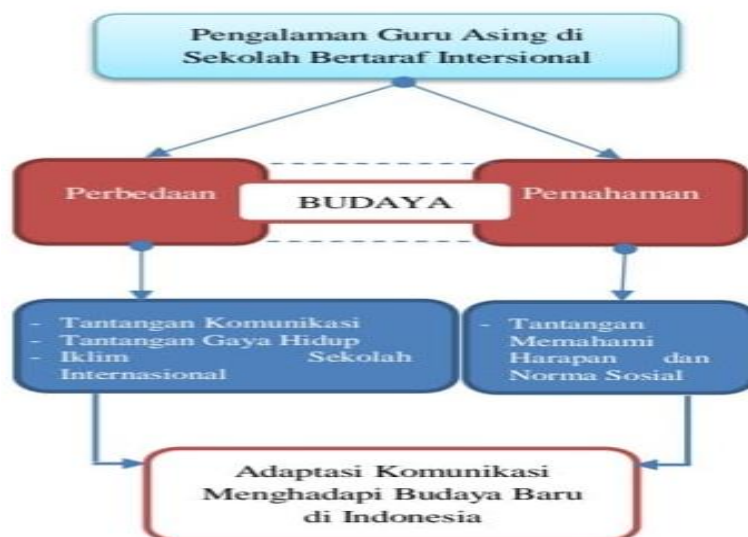 Pengalaman Guru Asing di
Sekolah Bertaraf Intersional
Perbedaan
BUDAYA
Pemahaman
- Tantangan Komunikasi
- Tantangan Gaya Hidup
- Iklim Sekolah
Internasional
- Tantangan
Memahami
Harapan dan
Norma Sosial
Adaptasi Komunikasi
Menghadapi Budaya Baru
di Indonesia